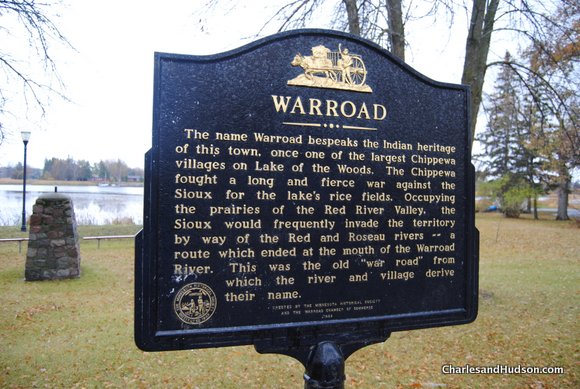 WARROAD
The name Warroad bespeaks the Indian heritage
of this town, once one of the largest Chippewa
villages on Lake of the Woods. The Chippewa
fought a long and fierce war against the
Sioux for the lake's rice fields. Occupying
the prairies of the Red River Valley, the
Sioux would frequently invade the territory
by way of the Red and Roseau rivers - a
route which ended at the mouth of the Warroad
River. This was the old "war road" from
which the river and village derive
their name.
ERECTED BY THE MINNESOTA HISTORICAL SOCIETY
AND THE WARROAD CHAMBER OF COMMERCE
CharlesandHudson.com